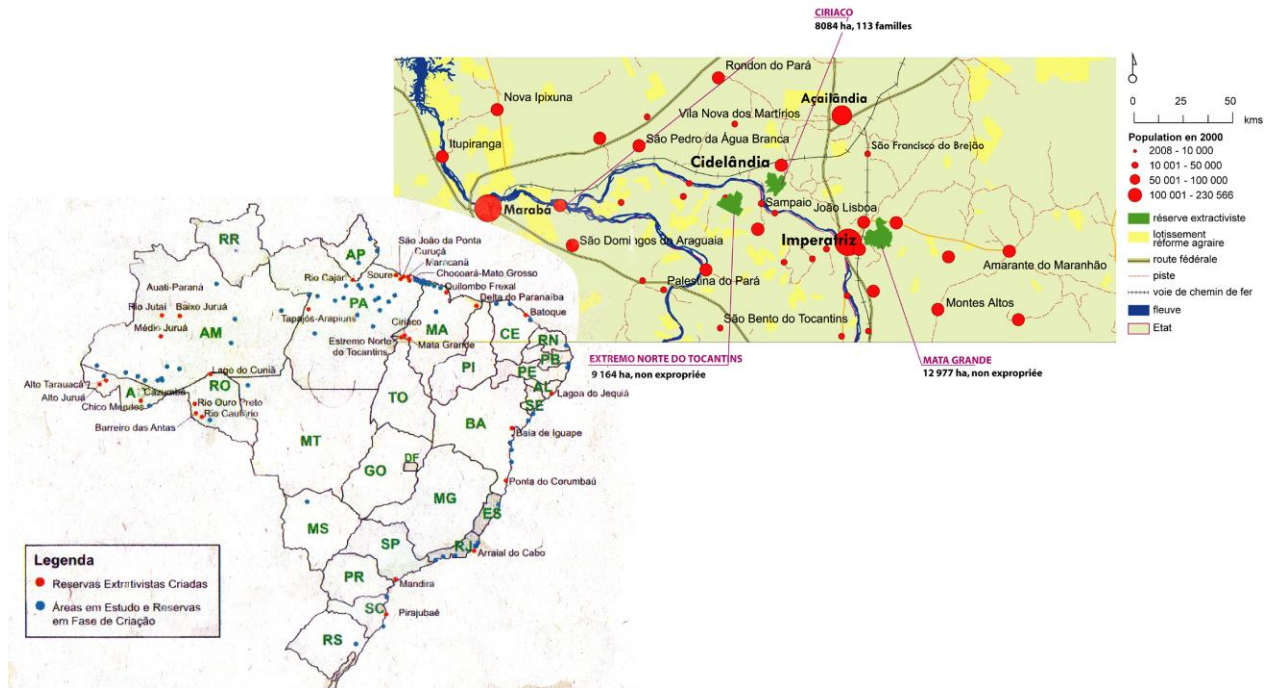 CIRIACO
8084 ha, 113 familles
Rondon do Pará
Nova Ipixuna
Açailândia
Vila Nova dos Martírios
São Pedro da Água Branca
Itupiranga
São Francisco do Brejão
Cidelândia
Marabá
Sampaio
João Lisboa
São Domingos do Araguaia
Imperatriz
Palestina do Pará
Amarante do Maranhão
São Bento do Tocantins
Montes Altos
EXTREMO NORTE DO TOCANTINS
9 164 ha, non expropriée
MATA GRANDE
12 977 ha, non expropriée
0 25 50
kms
Population en 2000
2008 - 10 000
10 001 - 50 000
50 001 - 100 000
100 001 - 230 566
réserve extractiviste
lotissement
réforme agraire
route fédérale
piste
voie de chemin de fer
fleuve
Etat
RR
AP
São João da Ponta
Curuçá
Maracanã
Chocoaré-Mato Grosso
Quilombo Frexal
Soure
Rio Cajari
Delta do Paranaíba
Batoque
Auati-Paraná
Rio Jutaí
Baixo Juruá
Médio Juruá
AM
PA
Tapajós-Arapiuns
Ciriaco
MA
Mata Grande
Estremo Norte
do Tocantins
CE
RN
PB
PE
AL
SE
PI
Lagoa do Jequiá
Alto Tarauacá
Alto Juruá
A
Cazumbá
Chico Mendes
Lago do Cuniã
RO
Rio Ouro Preto
Rio Cautário
Barreiro das Antas
TO
BA
Baía de Iguape
MT
DF
GO
Ponta do Corumbaú
MG
ES
MS
SP
RJ
Arraial do Cabo
PR
Mandira
SC
Pirajubaé
RS
Legenda
Reservas Extrativistas Criadas
Áreas em Estudo e Reservas
em Fase de Criação